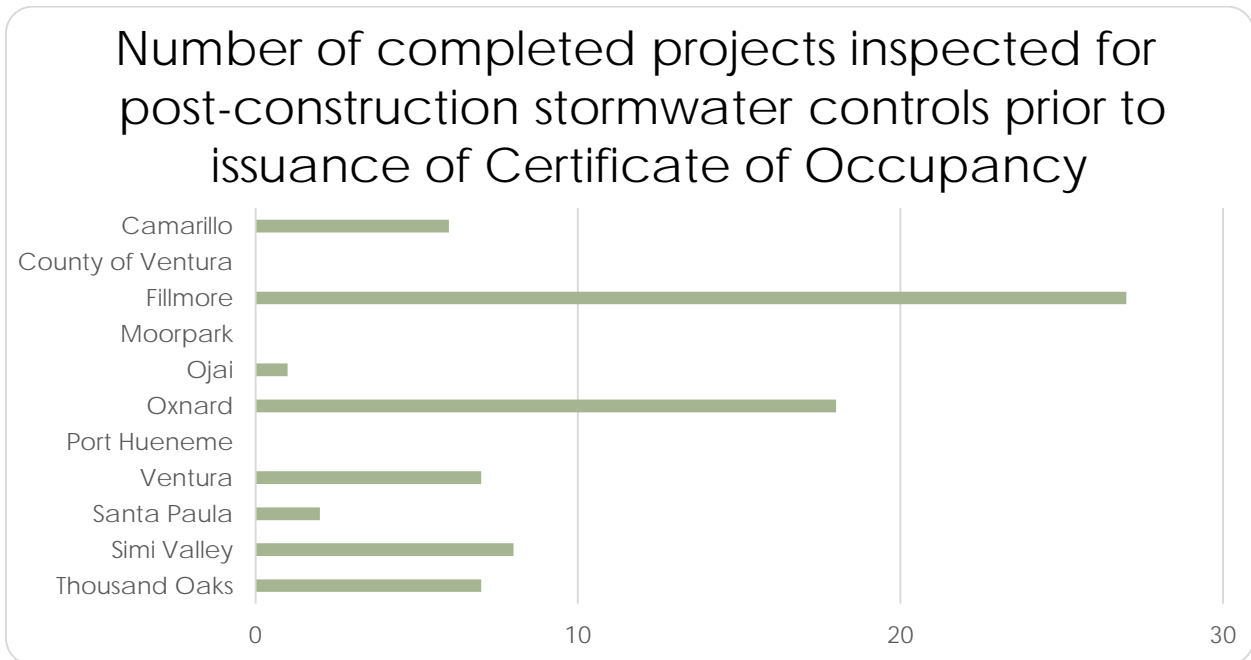 Number of completed projects inspected for
post-construction stormwater controls prior to
issuance of Certificate of Occupancy
Camarillo
County of Ventura
Fillmore
Moorpark
Ojai
Oxnard
Port Hueneme
Ventura
Santa Paula
Simi Valley
Thousand Oaks
0 10 20 30